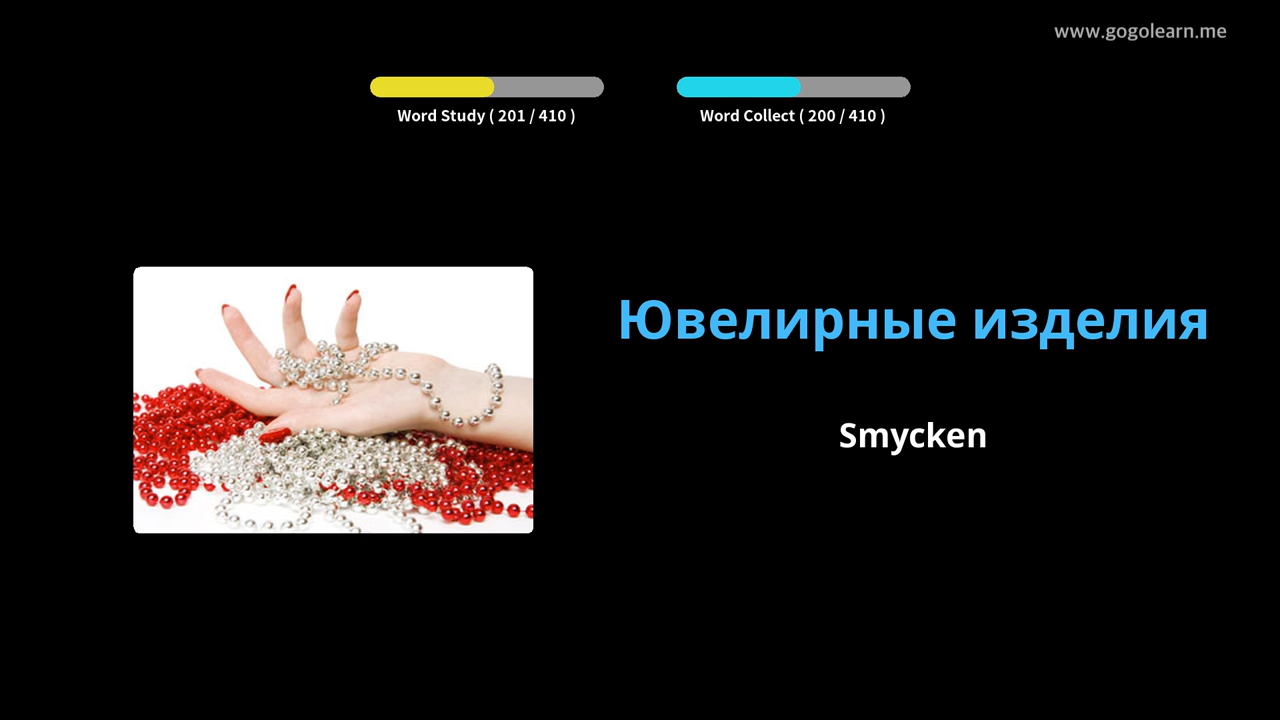 www.gogolearn.me
Word Study ( 201 / 410 )
Word Collect ( 200 / 410 )
Ювелирные изделия
Smycken